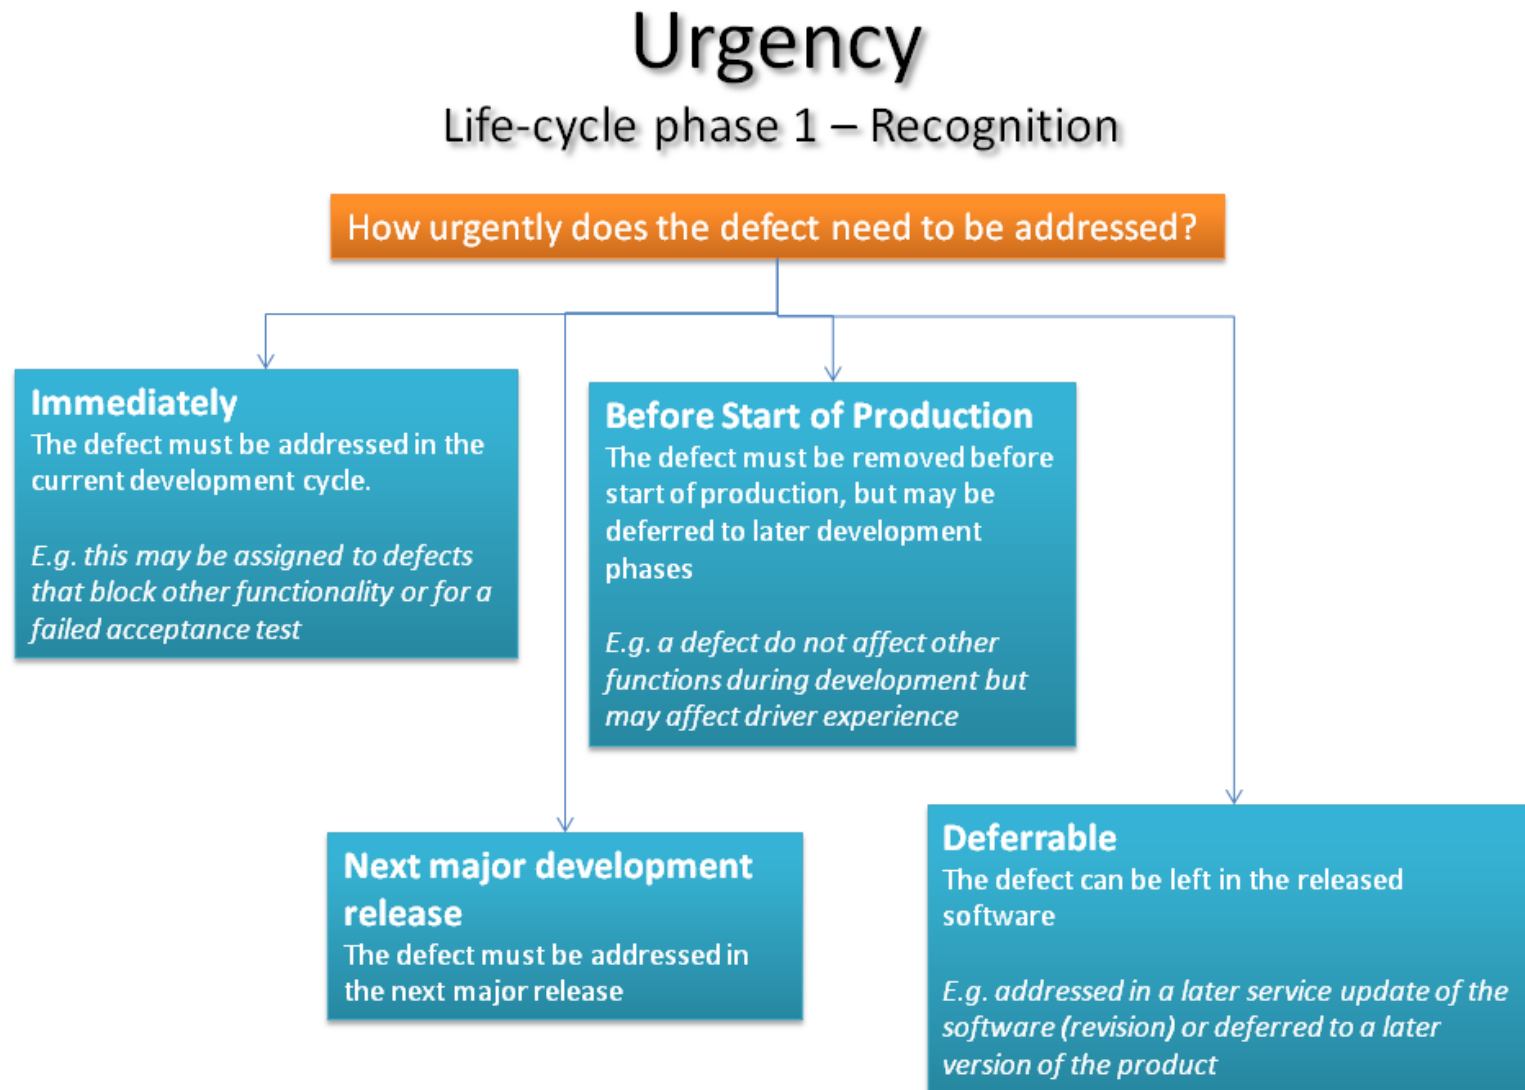 Urgency
Life-cycle phase 1 – Recognition
How urgently does the defect need to be addressed?
Immediately
The defect must be addressed in the
current development cycle.
E.g. this may be assigned to defects
that block other functionality or for a
failed acceptance test
Before Start of Production
The defect must be removed before
start of production, but may be
deferred to later development
phases
E.g. a defect do not affect other
functions during development but
may affect driver experience
Next major development
release
The defect must be addressed in
the next major release
Deferrable
The defect can be left in the released
software
E.g. addressed in a later service update of the
software (revision) or deferred to a later
version of the product